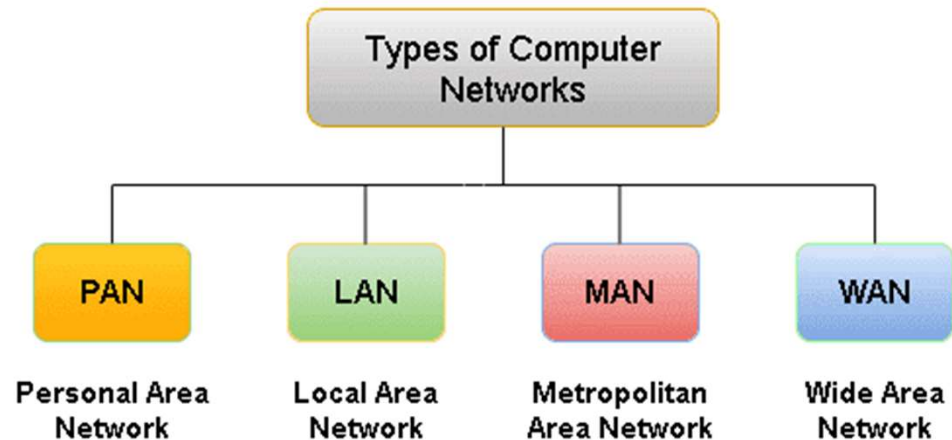 Types of Computer
Networks
PAN
LAN
MAN
WAN
Personal Area
Network
Local Area
Network
Metropolitan
Area Network
Wide Area
Network